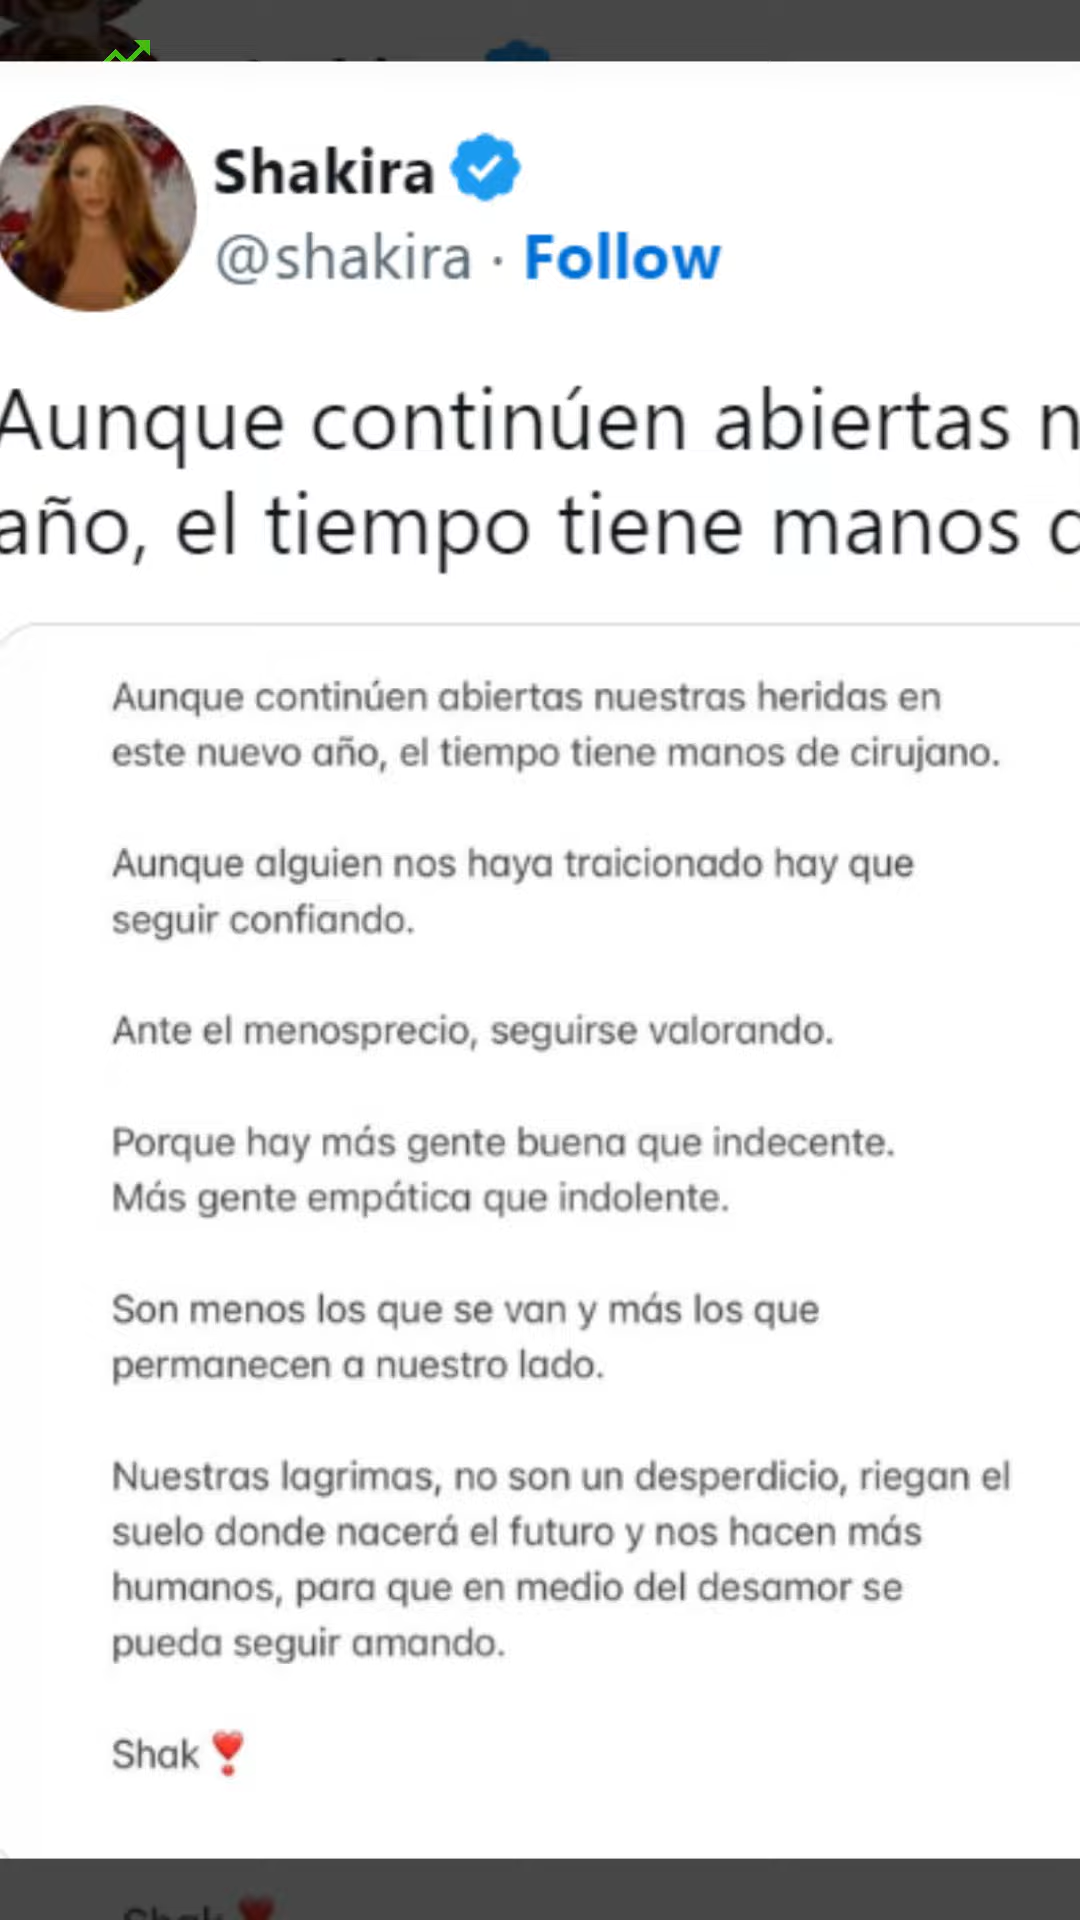 Shakira
@shakira · Follow
Aunque continúen abiertas
año, el tiempo tiene manos
Aunque continúen abiertas nuestras heridas en
este nuevo año, el tiempo tiene manos de cirujano.
Aunque alguien nos haya traicionado hay que
seguir confiando.
Ante el menosprecio, seguirse valorando.
Porque hay más gente buena que indecente.
Más gente empática que indolente.
Son menos los que se van y más los que
permanecen a nuestro lado.
Nuestras lagrimas, no son un desperdicio, riegan el
suelo donde nacerá el futuro y nos hacen más
humanos, para que en medio del desamor se
pueda seguir amando.
Shak ❣️